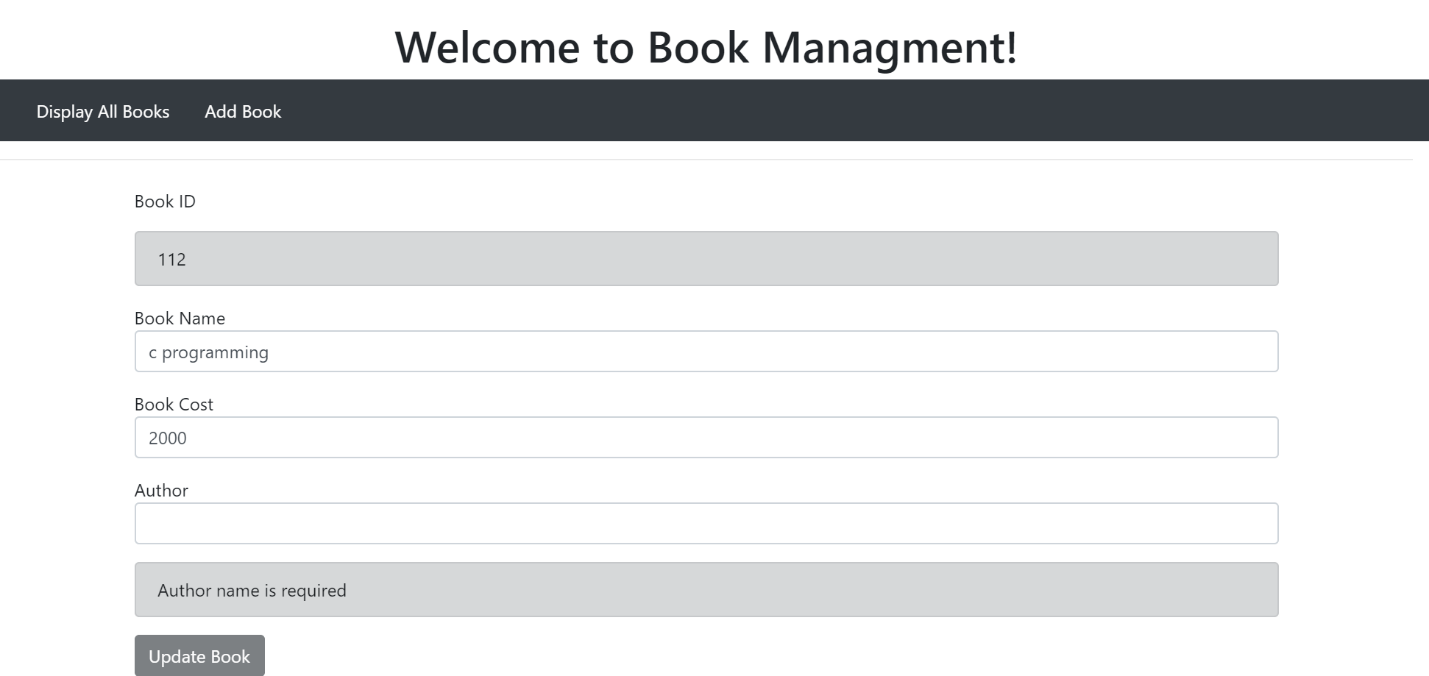 Welcome to Book Managment!
Display All Books Add Book
Book ID
112
Book Name
c programming
Book Cost
2000
Author
Author name is required
Update Book